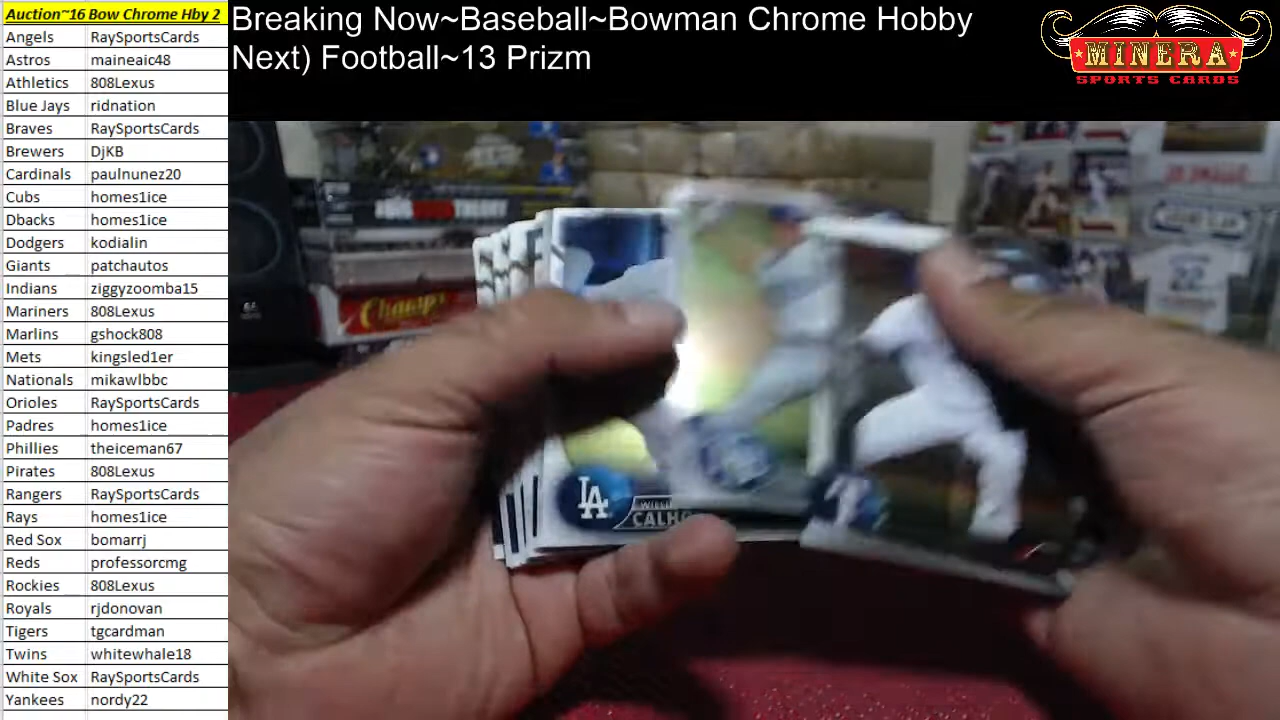 Auction~16 Bow Chrome Hby 2
Angels RaySportsCards
Astros maineaic48
Athletics 808Lexus
Blue Jays ridnation
Braves RaySportsCards
Brewers DjKB
Cardinals paulnunez20
Cubs homes1ice
Dbacks homes1ice
Dodgers kodialin
Giants patchautos
Indians ziggyzoomba15
Mariners 808Lexus
Marlins gshock808
Mets kingsled1er
Nationals mikawlbbc
Orioles RaySportsCards
Padres homes1ice
Phillies theiceman67
Pirates 808Lexus
Rangers RaySportsCards
Rays homes1ice
Red Sox bomarrj
Reds professorcmg
Rockies 808Lexus
Royals rjdonovan
Tigers tgcardman
Twins whitewhale18
White Sox RaySportsCards
Yankees nordy22
Breaking Now~Baseball~Bowman Chrome Hobby
Next) Football~13 Prizm
MINERA
SPORTS CARDS
Champ's
22
LA
CALHO
T